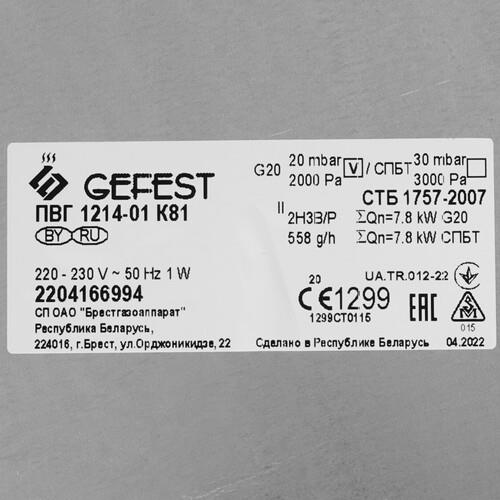 GEFEST
ПВГ 1214-01 К81
BY RU
220 - 230 V ~ 50 Hz 1 W
2204166994
СП ОАО "Брестгазоаппарат"
Республика Беларусь,
224016, г.Брест, ул.Орджоникидзе, 22
G20 20 mbar 2000 Pa V / СПБТ 30 mbar 3000 Pa
СТБ 1757-2007
II 2H3B/P ΣQn=7.8 kW G20
558 g/h ΣQn=7.8 kW СПБТ
20 UA.TR.012-22
CE 1299 EAC
1299CT0115 015
Сделано в Республике Беларусь 04.2022